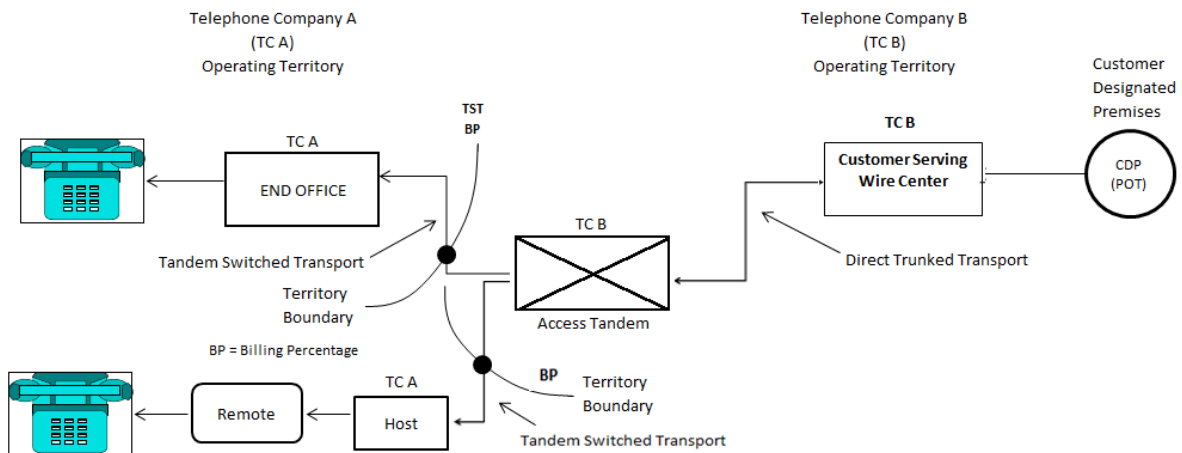 Telephone Company A
(TC A)
Operating Territory
Telephone Company B
(TC B)
Operating Territory
Customer
Designated
Premises
TST
BP
TC A
END OFFICE
TC B
Customer Serving
Wire Center
CDP
(POT)
TC B
Access Tandem
Tandem Switched Transport
Direct Trunked Transport
Territory
Boundary
BP = Billing Percentage
BP
Territory
Boundary
TC A
Remote
Host
Tandem Switched Transport